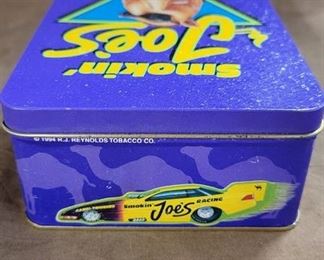 Smokin'
Joe's
© 1994 R.J. REYNOLDS TOBACCO CO.
Smokin' Joe's RACING